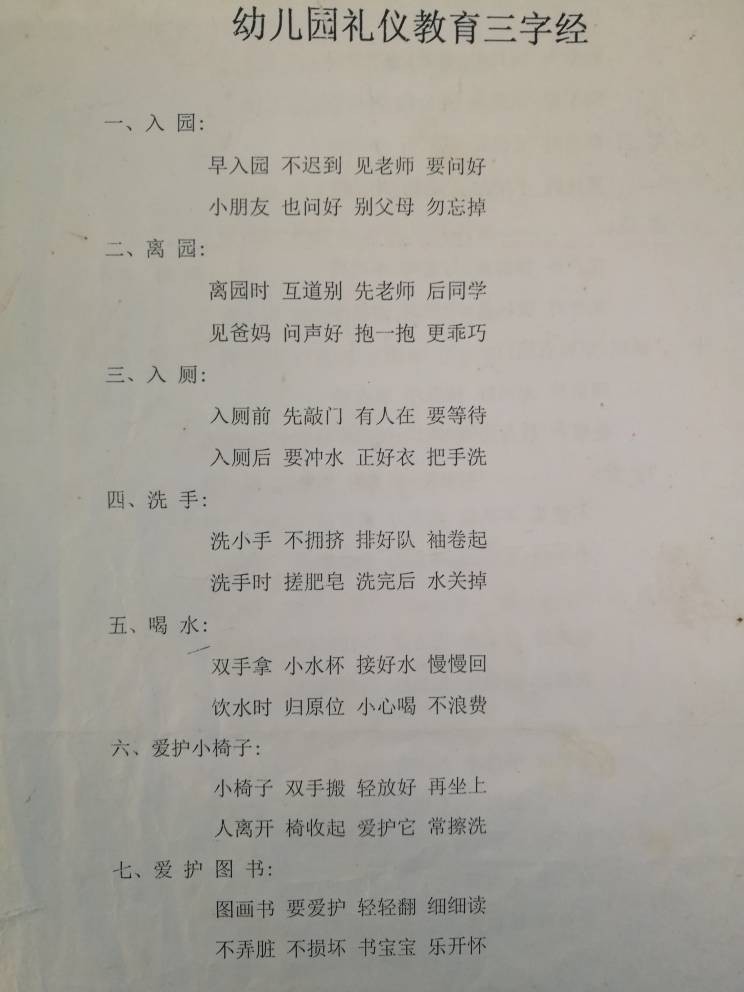 幼儿园礼仪教育三字经
一、入 园:
早入园 不迟到 见老师 要问好
小朋友 也问好 别父母 勿忘掉
二、离 园:
离园时 互道别 先老师 后同学
见爸妈 问声好 抱一抱 更乖巧
三、入 厕:
入厕前 先敲门 有人在 要等待
入厕后 要冲水 正好衣 把手洗
四、洗 手:
洗小手 不拥挤 排好队 袖卷起
洗手时 搓肥皂 洗完后 水关掉
五、喝 水:
双手拿 小水杯 接好水 慢慢回
饮水时 归原位 小心喝 不浪费
六、爱护小椅子:
小椅子 双手搬 轻放好 再坐上
人离开 椅收起 爱护它 常擦洗
七、爱 护 图 书:
图画书 要爱护 轻轻翻 细细读
不弄脏 不损坏 书宝宝 乐开怀